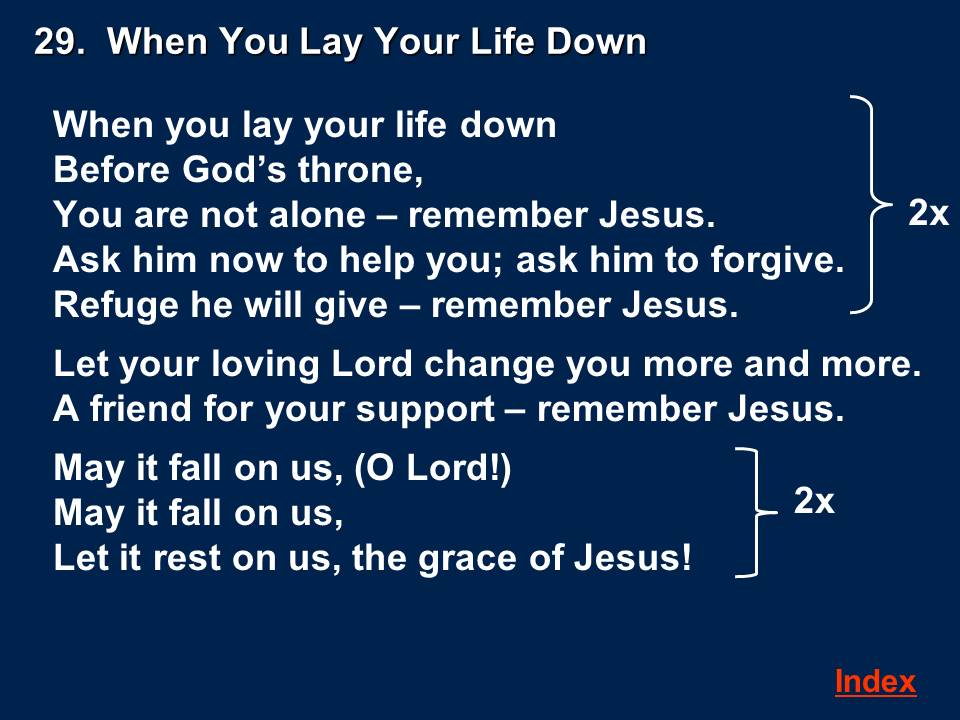 29. When You Lay Your Life Down
When you lay your life down
Before God’s throne,
You are not alone – remember Jesus.
2x
Ask him now to help you; ask him to forgive.
Refuge he will give – remember Jesus.
Let your loving Lord change you more and more.
A friend for your support – remember Jesus.
May it fall on us, (O Lord!)
2x
May it fall on us,
Let it rest on us, the grace of Jesus!
Index